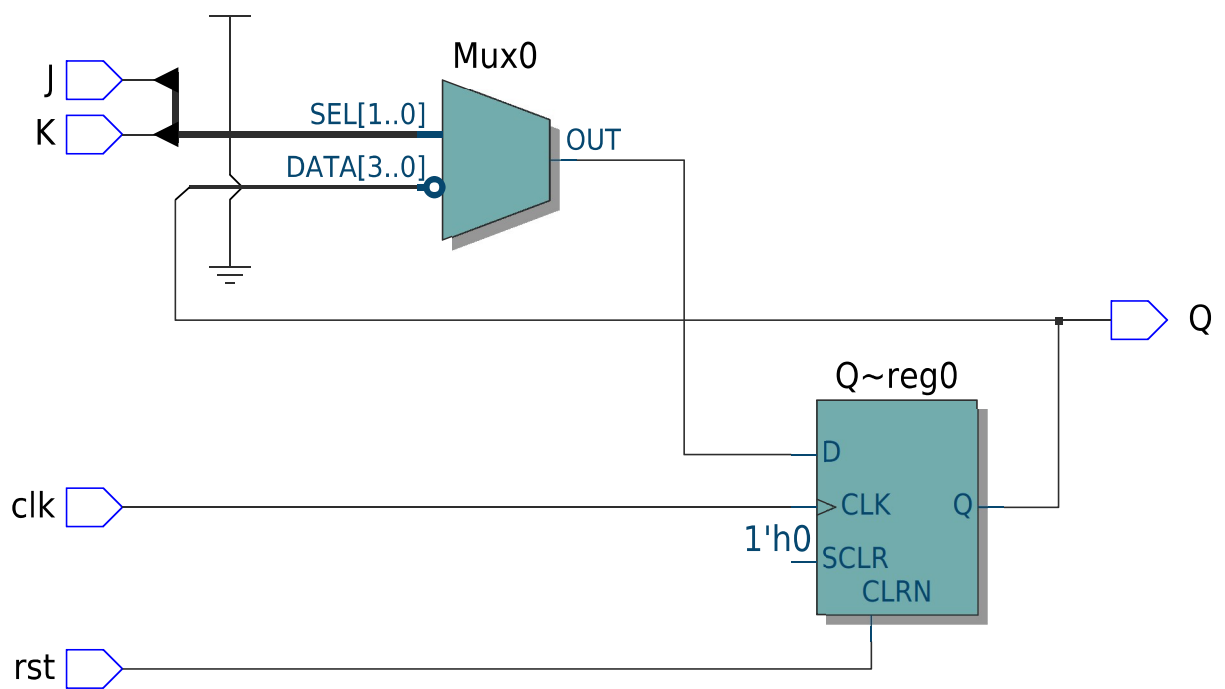 Mux0
J
SEL[1..0]
K
OUT
DATA[3..0]
Q
Q~reg0
D
clk
CLK
Q
1'h0
SCLR
CLRN
rst